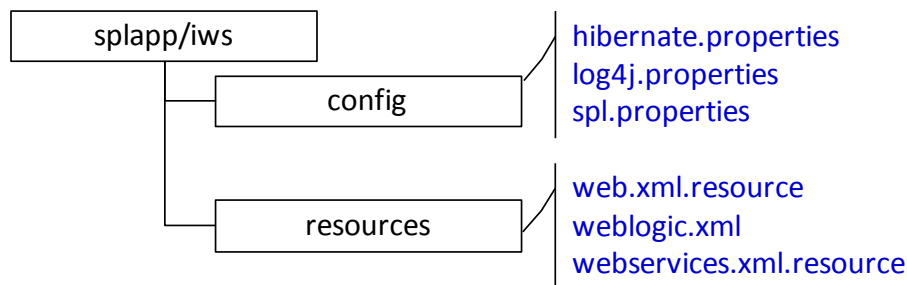 splapp/iws
config
hibernate.properties
log4j.properties
spl.properties
resources
web.xml.resource
weblogic.xml
webservices.xml.resource